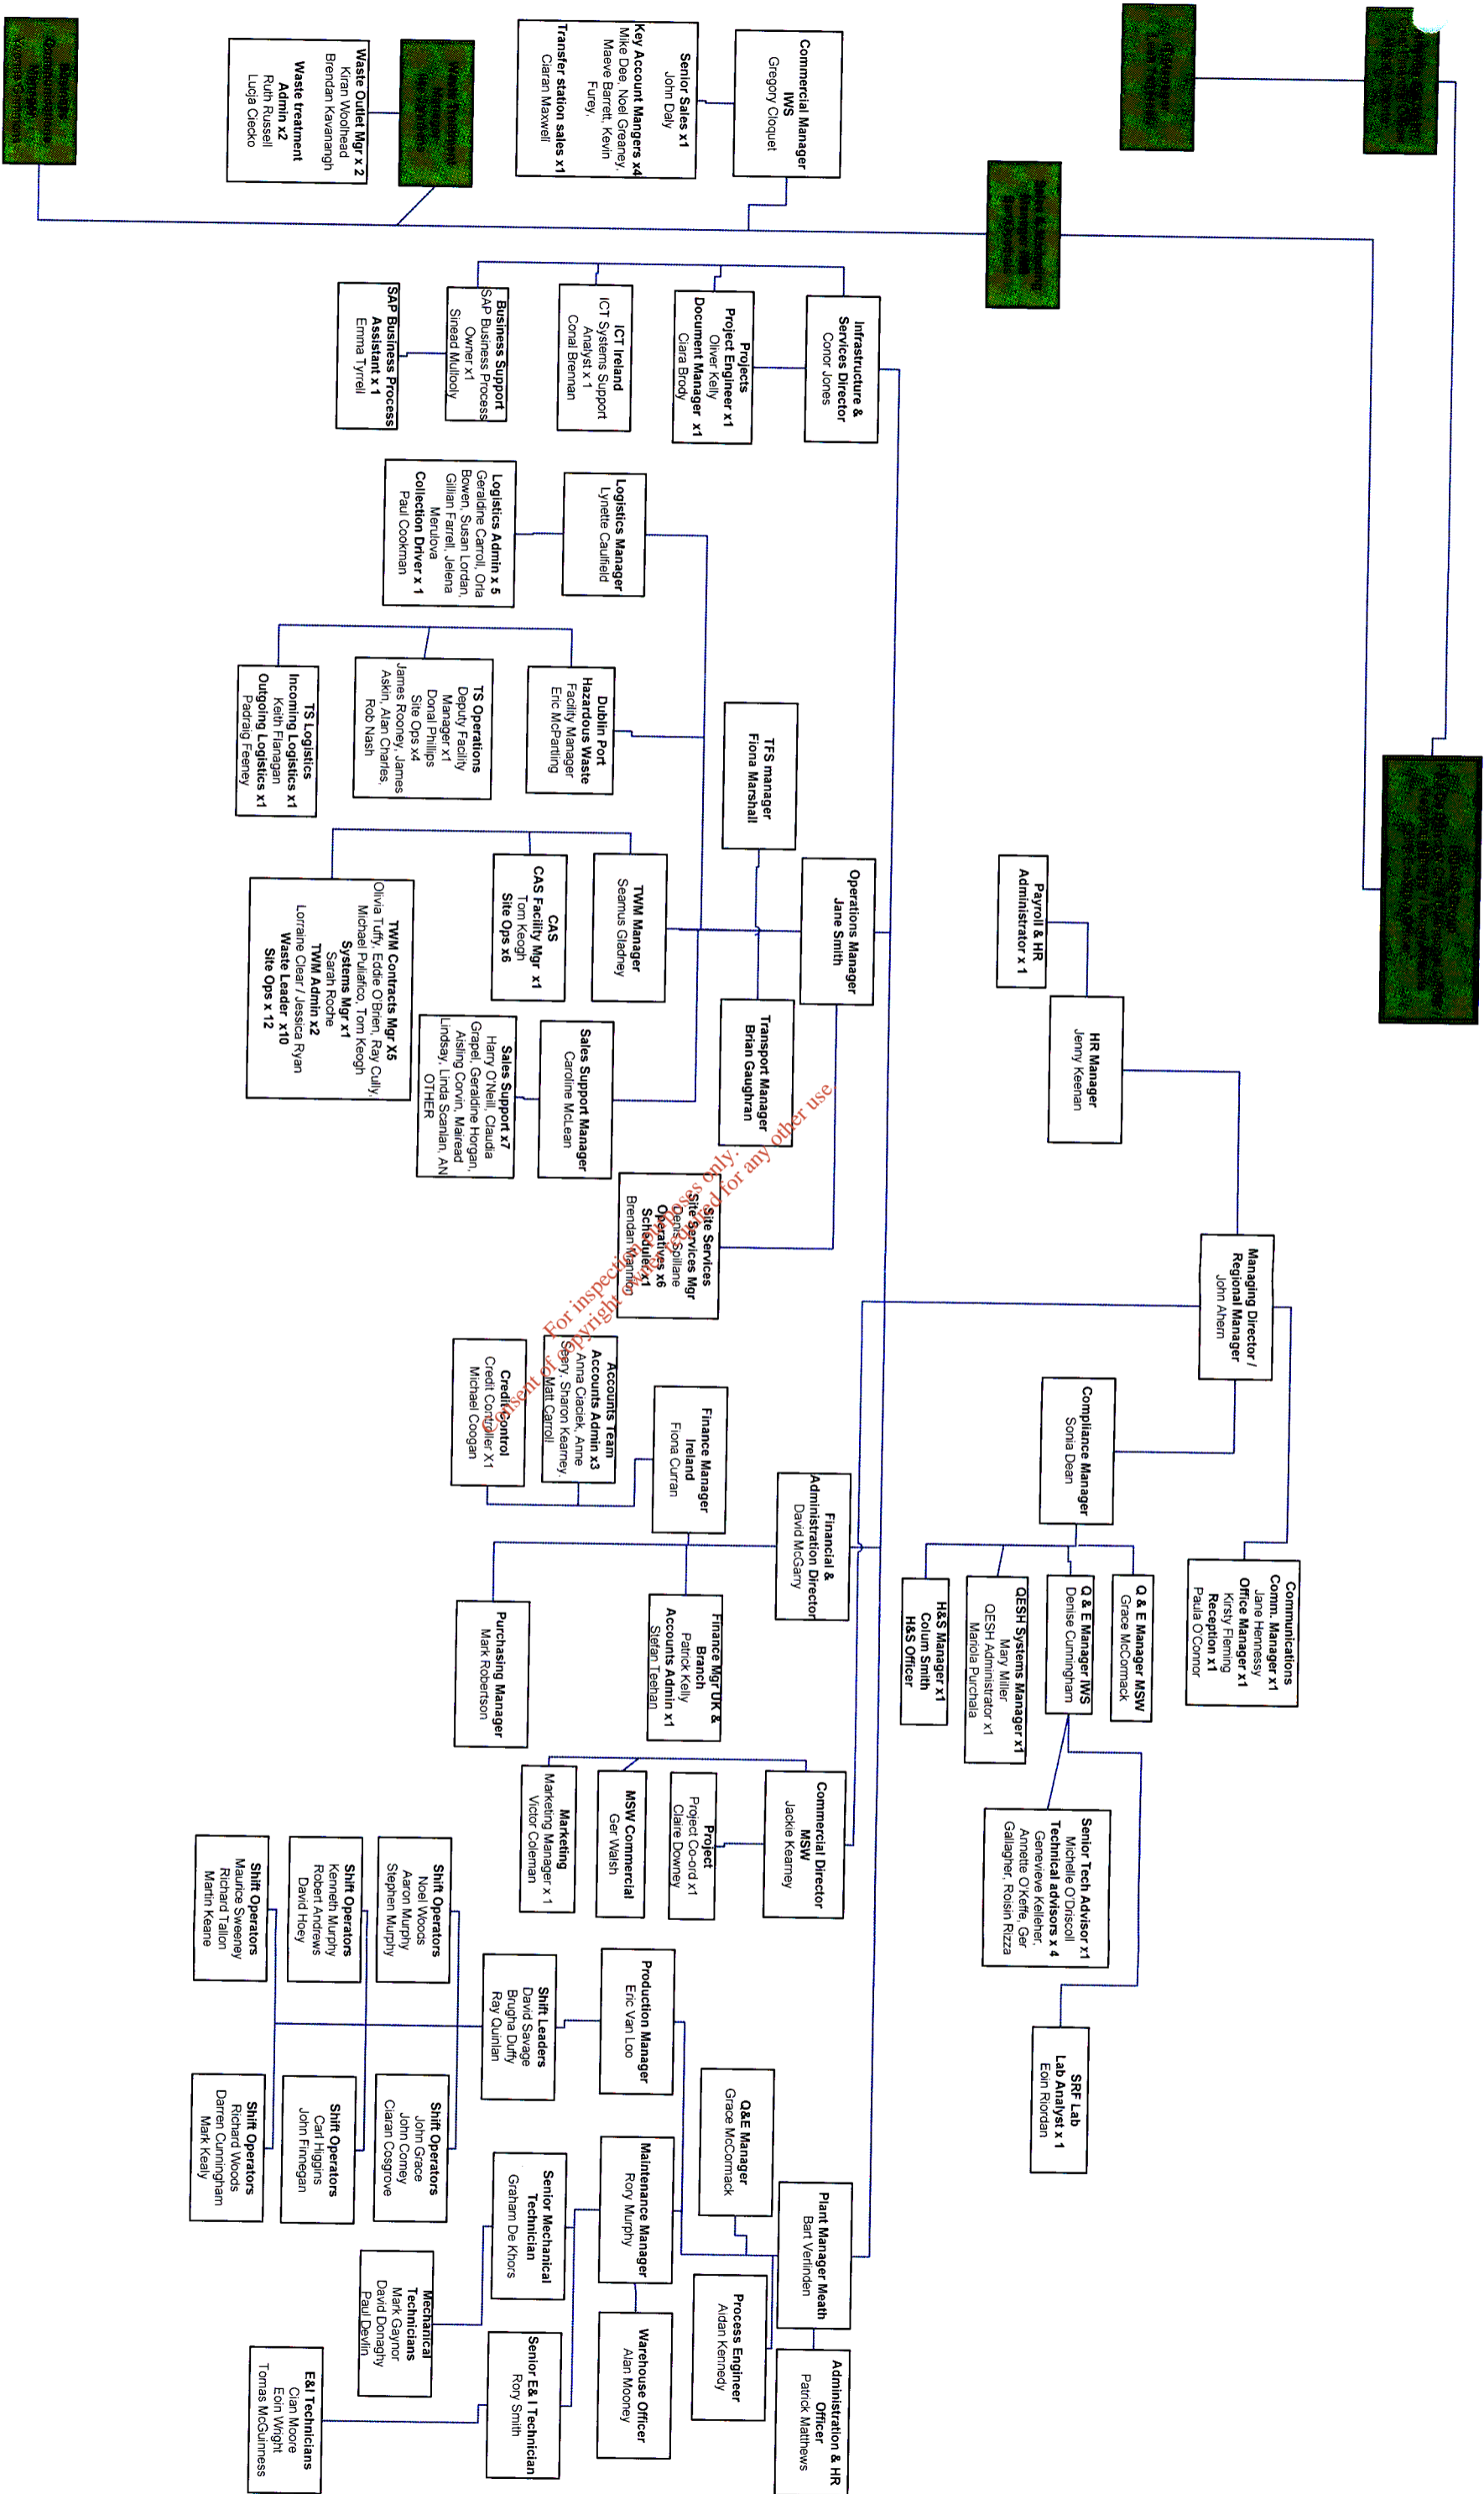 Commercial Manager
IWS
Gregory Cloquet
Senior Sales x1
John Daly
Key Account Mangers x4
Mike Dee, Noel Greaney,
Maeve Barrett, Kevin
Furey,
Transfer station sales x1
Ciaran Maxwell
Waste Outlet Mgr x 2
Kiran Woolhead
Brendan Kavanangh
Waste treatment
Admin x2
Ruth Russell
Lucja Ciecko
Managing Director /
Regional Manager
John Ahern
Communications
Comm. Manager x1
Jane Hennessy
Office Manager x1
Kirsty Fleming
Reception x1
Paula O'Connor
HR Manager
Jenny Keenan
Payroll & HR
Administrator x 1
Compliance Manager
Sonia Dean
Q & E Manager MSW
Grace McCormack
Q & E Manager IWS
Denise Cunningham
QESH Systems Manager x1
Mary Miller
QESH Administrator x1
Mariola Purchala
H&S Manager x1
Colum Smith
H&S Officer
Senior Tech Advisor x1
Michelle O'Driscoll
Technical advisors x 4
Genevieve Kelleher,
Annette O'Keffe, Ger
Gallagher, Roisin Rizza
SRF Lab
Lab Analyst x 1
Eoin Riordan
Infrastructure &
Services Director
Conor Jones
Projects
Project Engineer x1
Oliver Kelly
Document Manager x1
Ciara Brody
ICT Ireland
ICT Systems Support
Analyst x 1
Conal Brennan
Business Support
SAP Business Process
Owner x1
Sinead Mullooly
SAP Business Process
Assistant x 1
Emma Tyrrell
Operations Manager
Jane Smith
TFS manager
Fiona Marshall
Transport Manager
Brian Gaughran
Logistics Manager
Lynette Caulfield
Logistics Admin x 5
Geraldine Carroll, Orla
Bowen, Susan Lordan,
Gillian Farrell, Jelena
Merulova
Collection Driver x 1
Paul Cookman
Dublin Port
Hazardous Waste
Facility Manager
Eric McPartling
TS Operations
Deputy Facility
Manager x1
Donal Phillips
Site Ops x4
James Rooney, James
Askin, Alan Charles,
Rob Nash
TS Logistics
Incoming Logistics x1
Keith Flanagan
Outgoing Logistics x1
Padraig Feeney
TWM Manager
Seamus Gladney
CAS
CAS Facility Mgr x1
Tom Keogh
Site Ops x6
TWM Contracts Mgr X5
Olivia Tuffy, Eddie O'Brien, Ray Cully,
Michael Puliafico, Tom Keogh
Systems Mgr x1
Sarah Roche
TWM Admin x2
Lorraine Clear / Jessica Ryan
Waste Leader x10
Site Ops x 12
Sales Support Manager
Caroline McLean
Sales Support x7
Harry O'Neill, Claudia
Grapel, Geraldine Horgan,
Aisling Corvin, Mairead
Lindsay, Linda Scanlan, AN
OTHER
Site Services
Site Services Mgr
Denis Spillane
Operatives x6
Scheduler x1
Brendan Mannion
Financial &
Administration Director
David McGarry
Finance Manager
Ireland
Fiona Curran
Accounts Team
Accounts Admin x3
Anna Ciaciek, Anne
Seery, Sharon Kearney.
Matt Carroll
Credit Control
Credit Controller X1
Michael Coogan
Finance Mgr UK &
Branch
Patrick Kelly
Accounts Admin x1
Stefan Teehan
Purchasing Manager
Mark Robertson
Commercial Director
MSW
Jackie Kearney
Project
Project Co-ord x1
Claire Downey
MSW Commercial
Ger Walsh
Marketing
Marketing Manager x 1
Victor Coleman
Plant Manager Meath
Bart Verlinden
Administration & HR
Officer
Patrick Matthews
Q&E Manager
Grace McCormack
Process Engineer
Aidan Kennedy
Production Manager
Eric Van Loo
Maintenance Manager
Rory Murphy
Warehouse Officer
Alan Mooney
Shift Leaders
David Savage
Brugha Duffy
Ray Quinlan
Senior Mechanical
Technician
Graham De Khors
Senior E& I Technician
Rory Smith
Shift Operators
Noel Woods
Aaron Murphy
Stephen Murphy
Shift Operators
John Grace
John Comey
Ciaran Cosgrove
Mechanical
Technicians
Mark Gaynor
David Donaghy
Paul Devlin
Shift Operators
Kenneth Murphy
Robert Andrews
David Hoey
Shift Operators
Carl Higgins
John Finnegan
E&I Technicians
Cian Moore
Eoin Wright
Tomas McGuinness
Shift Operators
Maurice Sweeney
Richard Tallon
Martin Keane
Shift Operators
Richard Woods
Darren Cunningham
Mark Kealy
For inspection purposes only.
Consent of copyright owner required for any other use